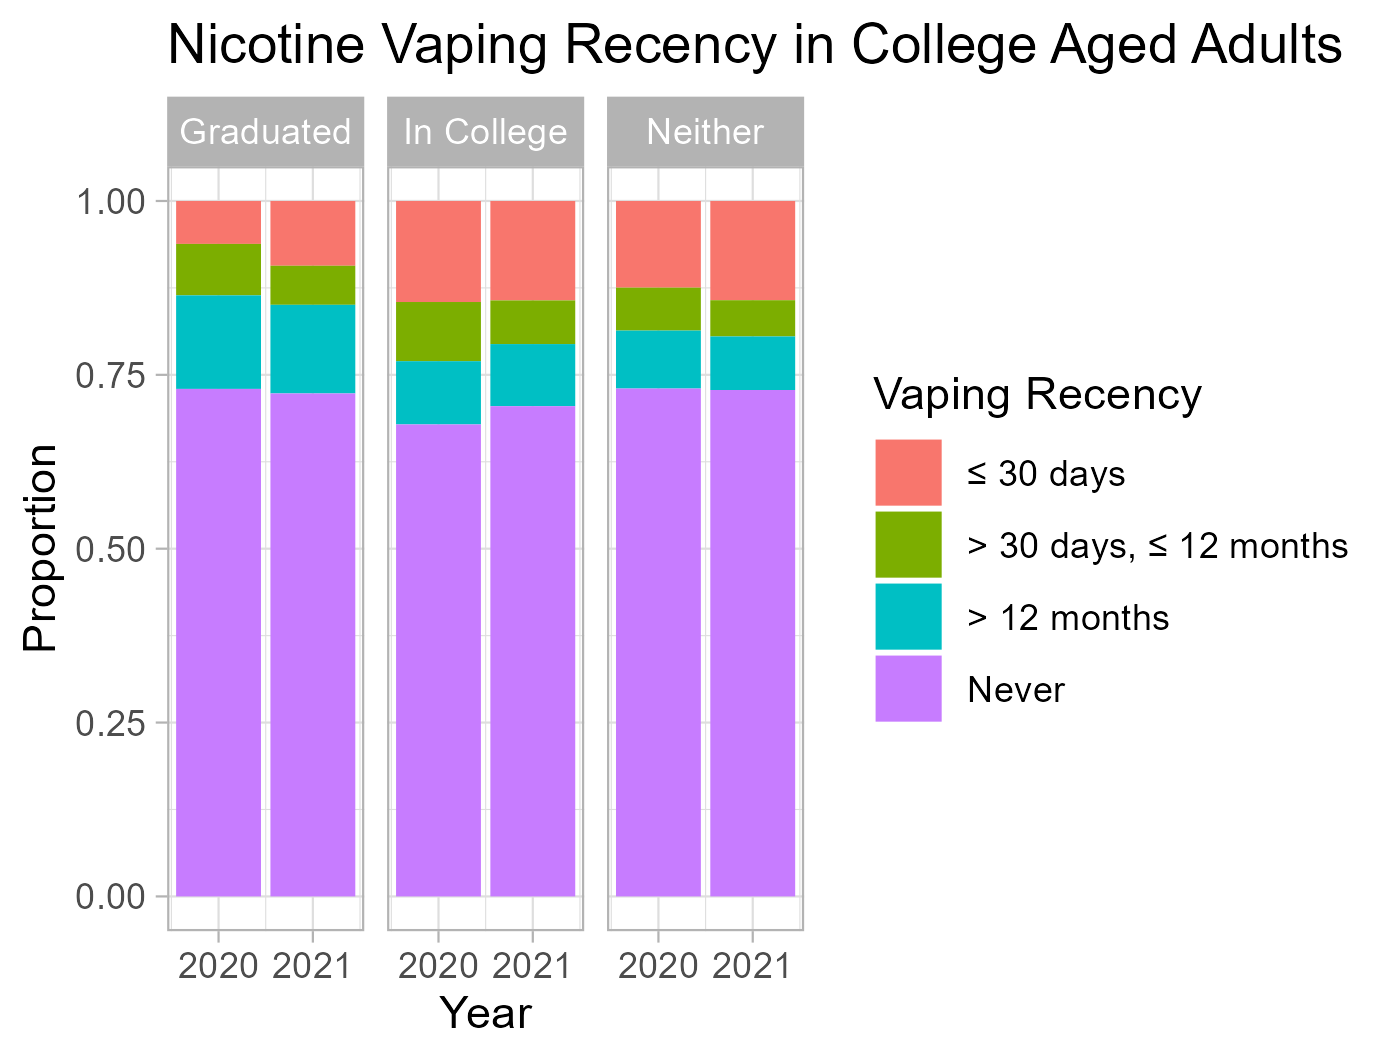 Nicotine Vaping Recency in College Aged Adults
Graduated
In College
Neither
1.00
0.75
0.50
0.25
0.00
Proportion
2020 2021
2020 2021
2020 2021
Year
Vaping Recency
≤ 30 days
> 30 days, ≤ 12 months
> 12 months
Never